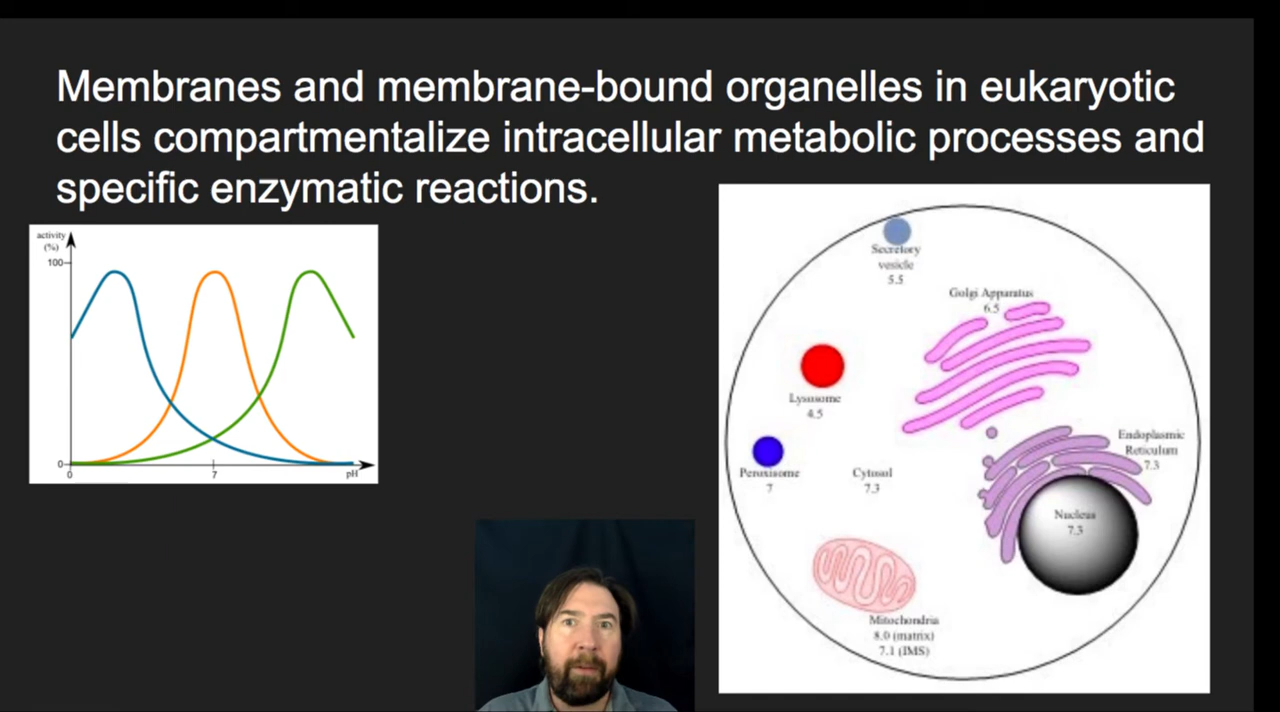 Membranes and membrane-bound organelles in eukaryotic
cells compartmentalize intracellular metabolic processes and
specific enzymatic reactions.
activity
(%)
100
0
0
7
pH
Secretory
vesicle
5.5
Golgi Apparatus
6.5
Lysosome
4.5
Endoplasmic
Reticulum
7.3
Peroxisome
7
Cytosol
7.3
Nucleus
7.3
Mitochondria
8.0 (matrix)
7.1 (IMS)